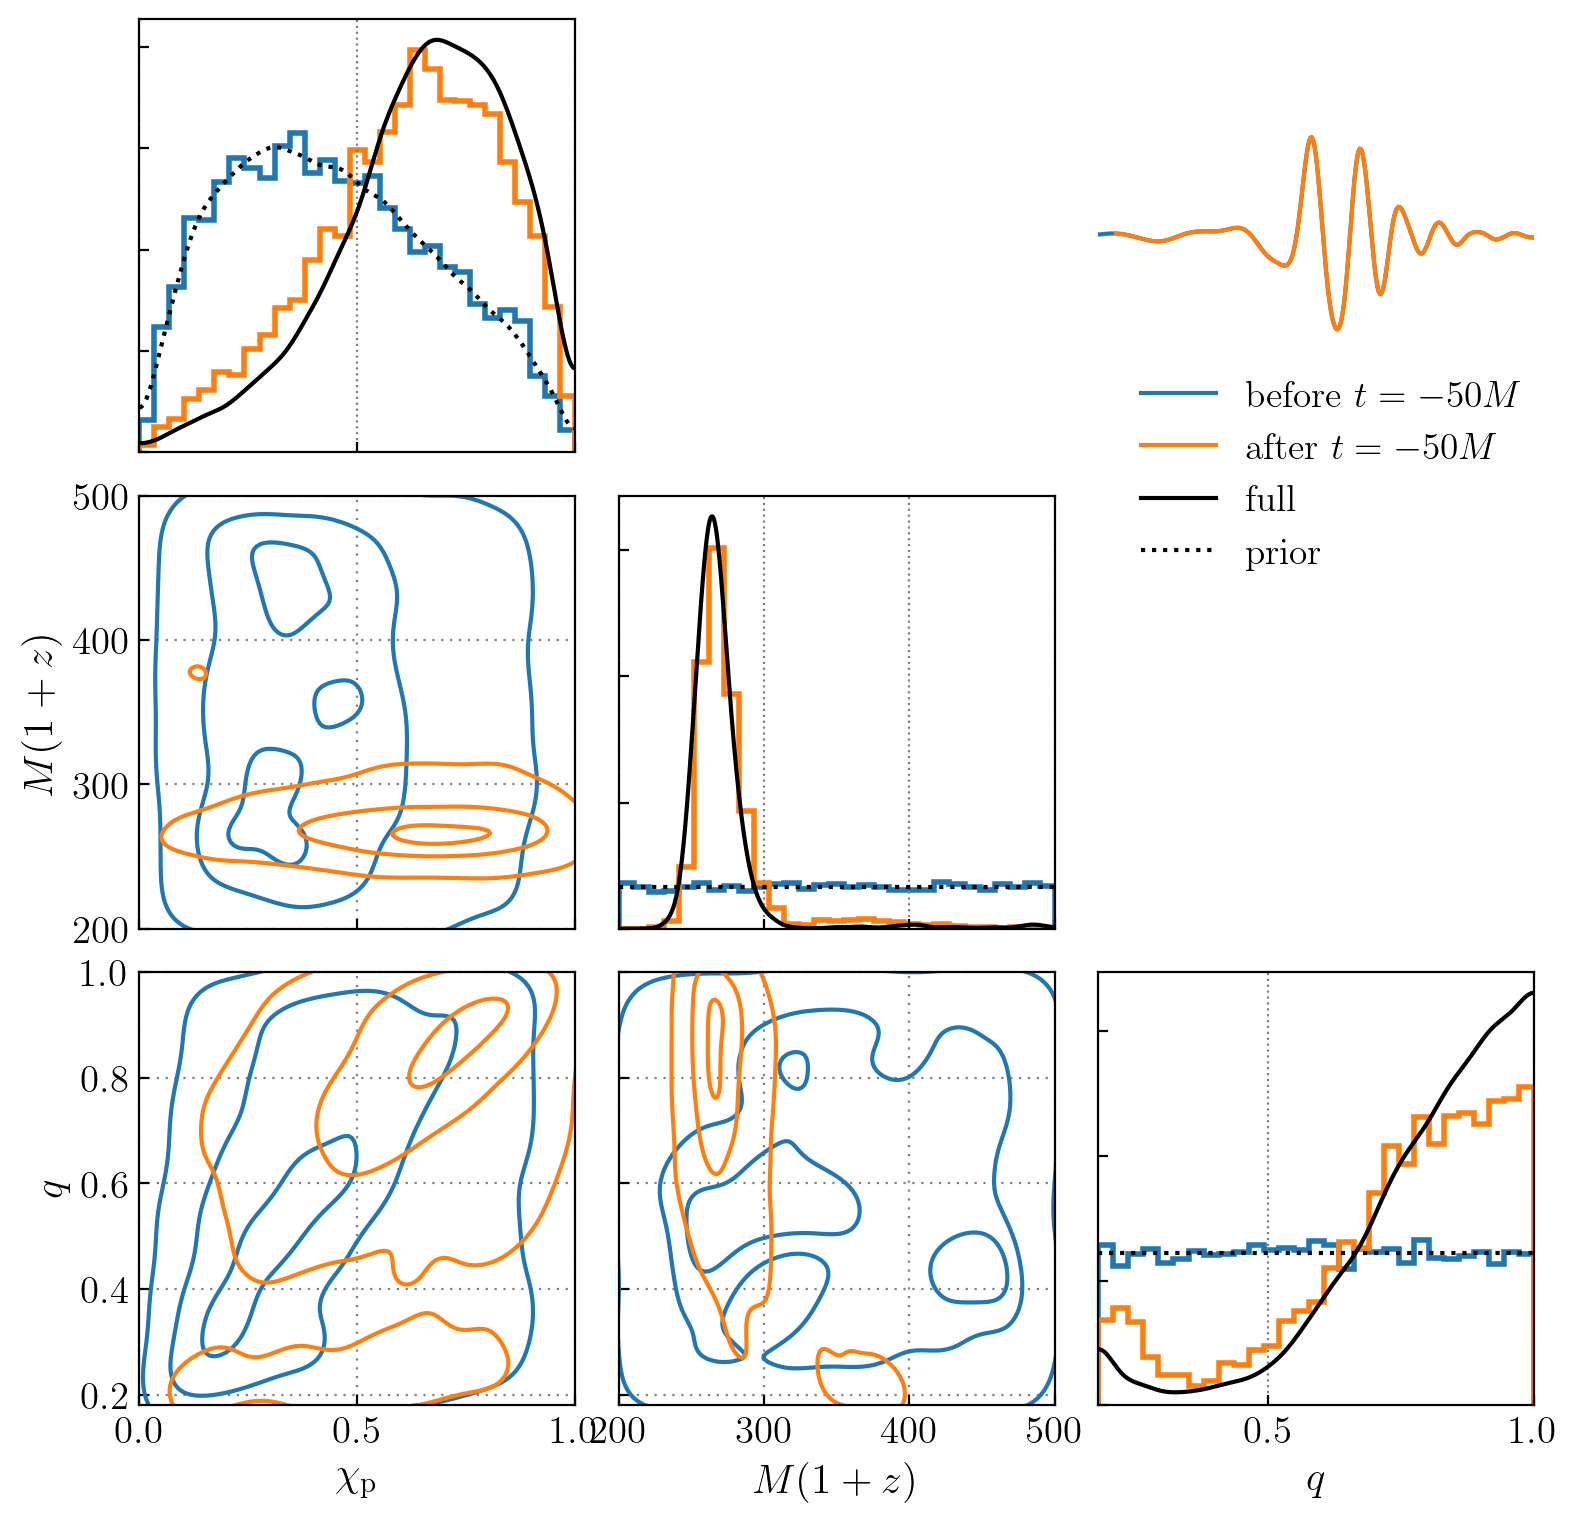 before t = −50M
after t = −50M
full
prior
500
400
300
200
M(1 + z)
1.0
0.8
0.6
0.4
0.2
q
0.0 0.5 1.0
χp
200 300 400 500
M(1 + z)
0.5 1.0
q